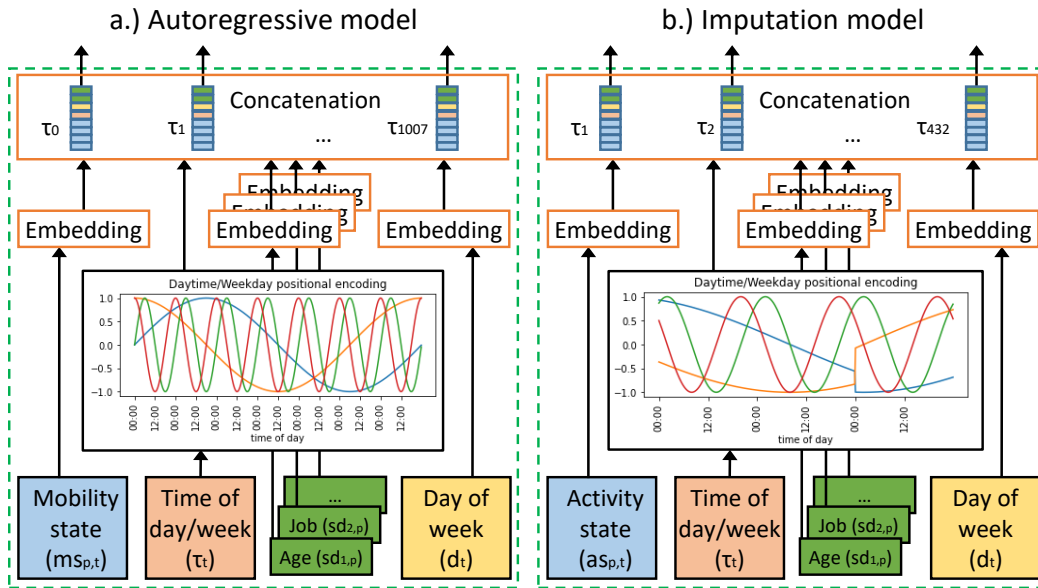 a.) Autoregressive model
Concatenation
τ0
τ1
...
τ1007
Embedding
Embedding
Embedding
Embedding
Embedding
Daytime/Weekday positional encoding
1.0
0.5
0.0
−0.5
−1.0
00:00
12:00
00:00
12:00
00:00
12:00
00:00
12:00
00:00
12:00
00:00
12:00
00:00
12:00
time of day
Mobility
state
(msp,t)
Time of
day/week
(τt)
...
Job (sd2,p)
Age (sd1,p)
Day of
week
(dt)
b.) Imputation model
Concatenation
τ1
τ2
...
τ432
Embedding
Embedding
Embedding
Embedding
Embedding
Daytime/Weekday positional encoding
1.0
0.5
0.0
−0.5
−1.0
00:00
12:00
00:00
12:00
00:00
12:00
time of day
Activity
state
(asp,t)
Time of
day/week
(τt)
...
Job (sd2,p)
Age (sd1,p)
Day of
week
(dt)